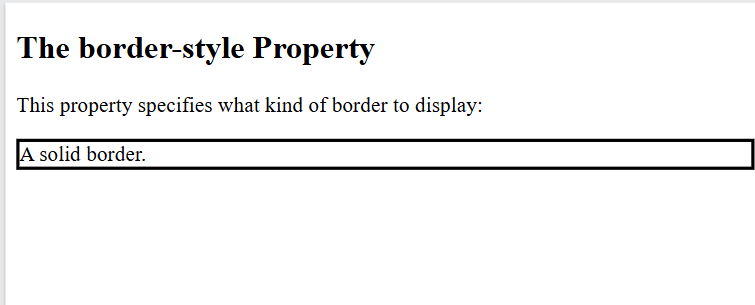 The border-style Property
This property specifies what kind of border to display:
A solid border.